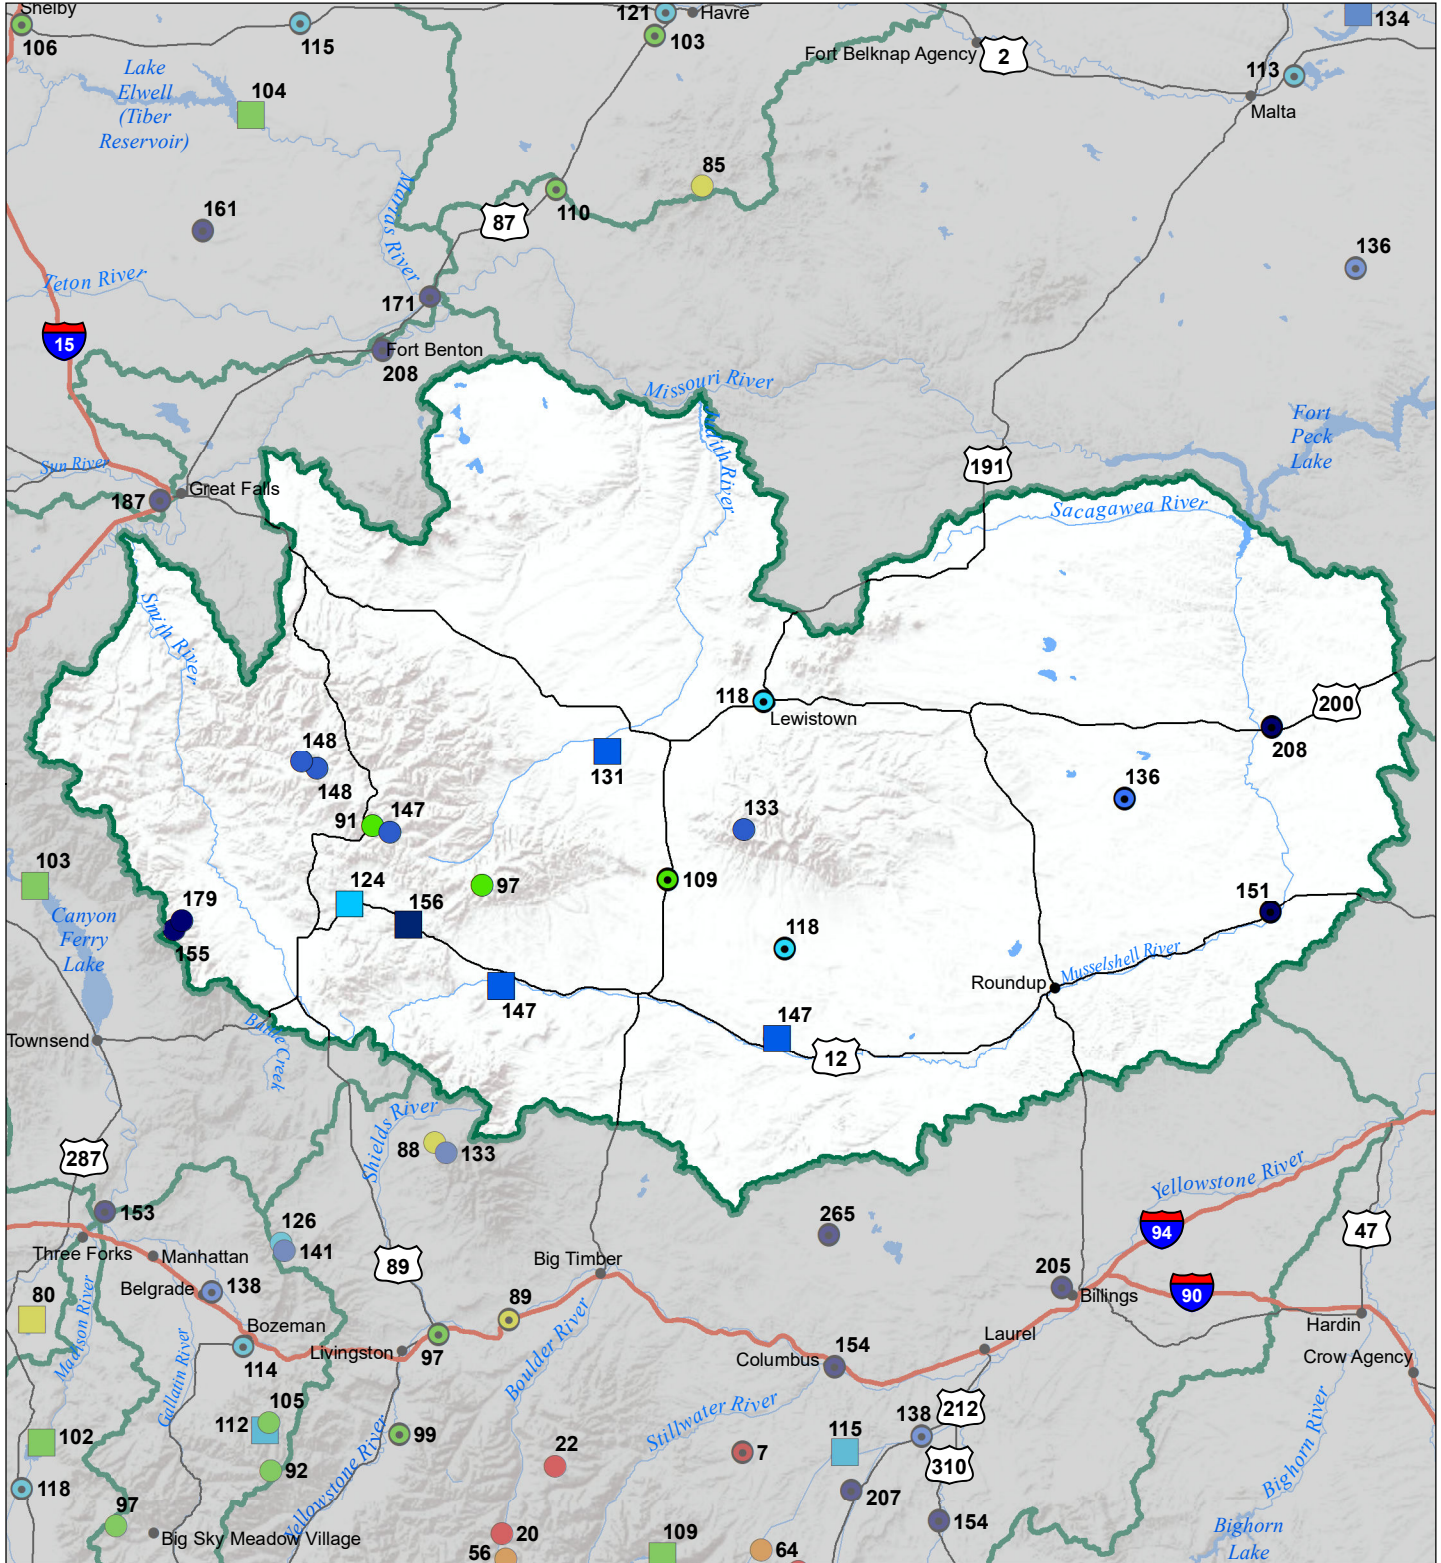 Shelby
106
115
121
Havre
103
Fort Belknap Agency
2
134
113
Malta
Lake
Elwell
(Tiber
Reservoir)
104
85
110
87
Marias River
161
136
Teton River
171
15
Fort Benton
208
Missouri River
Judith River
Fort
Peck
Lake
191
Sun River
187
Great Falls
Sacagawea River
Smith River
118
Lewistown
200
208
148
148
131
136
91
147
133
103
124
97
109
179
156
151
Canyon
Ferry
Lake
155
118
Musselshell River
Roundup
147
147
Townsend
Battle Creek
12
Shields River
88
133
287
Yellowstone River
153
126
265
94
47
Three Forks
Manhattan
141
89
Big Timber
Belgrade
138
205
Billings
90
80
89
Madison River
Bozeman
Hardin
114
Livingston
97
Boulder River
Laurel
Gallatin River
Columbus
154
Crow Agency
105
112
Stillwater River
138
212
102
99
22
7
115
310
Bighorn River
92
118
Yellowstone River
207
97
154
Big Sky Meadow Village
20
56
109
64
Bighorn
Lake